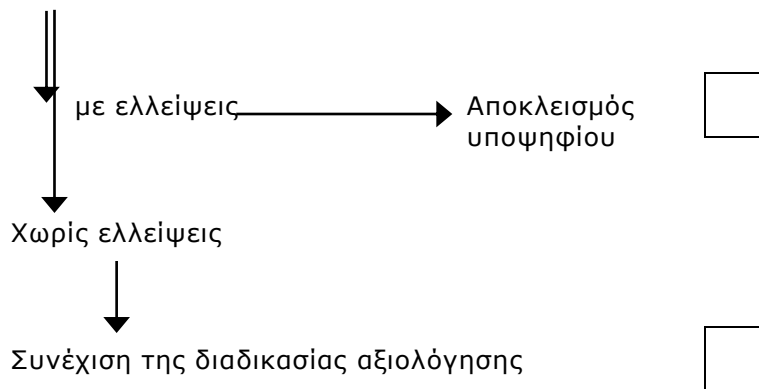 με ελλείψεις
Αποκλεισμός
υποψηφίου
Χωρίς ελλείψεις
Συνέχιση της διαδικασίας αξιολόγησης